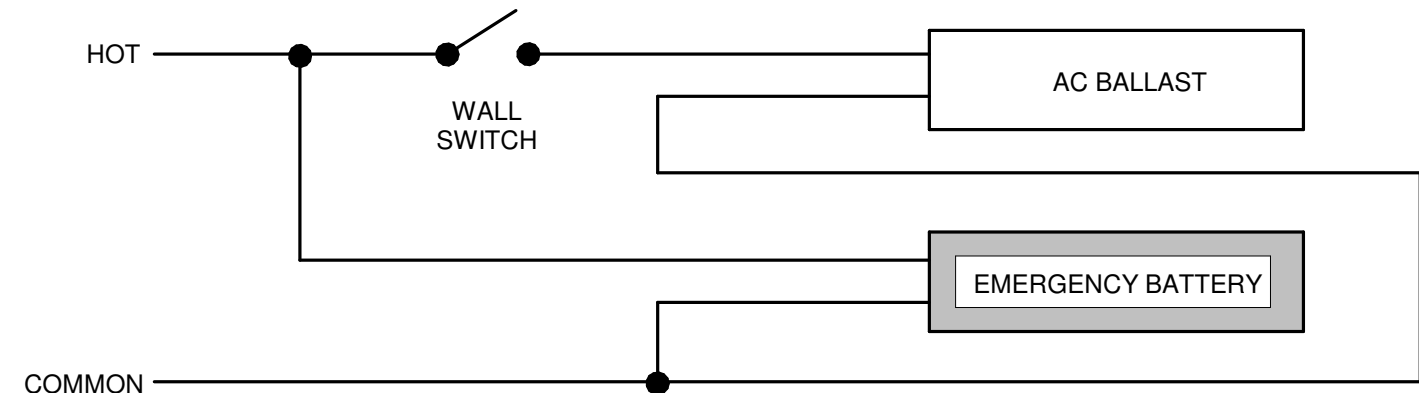 HOT
WALL
SWITCH
AC BALLAST
EMERGENCY BATTERY
COMMON